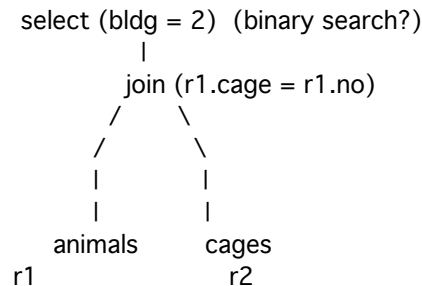 select (bldg = 2) (binary search?)
join (r1.cage = r1.no)
animals cages
r1 r2